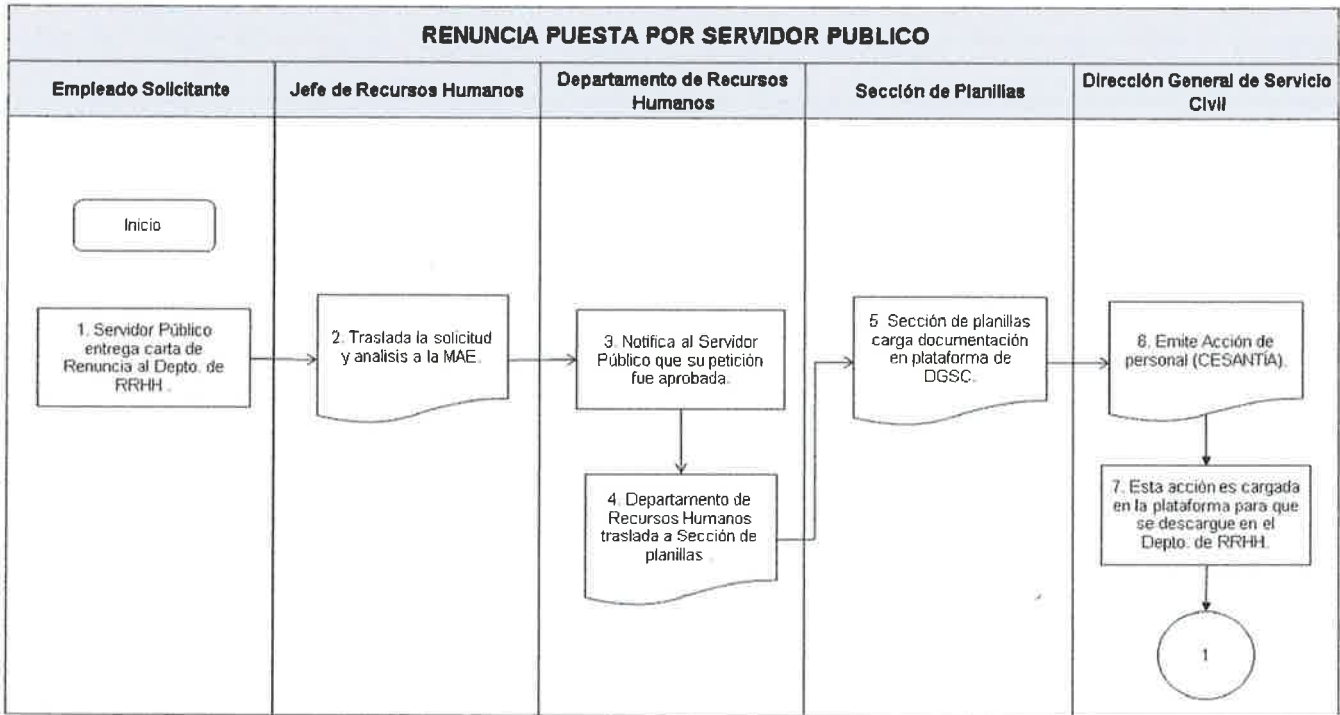 RENUNCIA PUESTA POR SERVIDOR PUBLICO
Empleado Solicitante
Jefe de Recursos Humanos
Departamento de Recursos
Humanos
Sección de Planillas
Dirección General de Servicio
Civil
Inicio
1. Servidor Público
entrega carta de
Renuncia al Depto. de
RRHH .
2. Traslada la solicitud
y analisis a la MAE.
3. Notifica al Servidor
Público que su petición
fue aprobada.
4. Departamento de
Recursos Humanos
traslada a Sección de
planillas .
5 Sección de planillas
carga documentación
en plataforma de
DGSC.
6. Emite Acción de
personal (CESANTIA).
7. Esta acción es cargada
en la plataforma para que
se descargue en el
Depto. de RRHH.
1